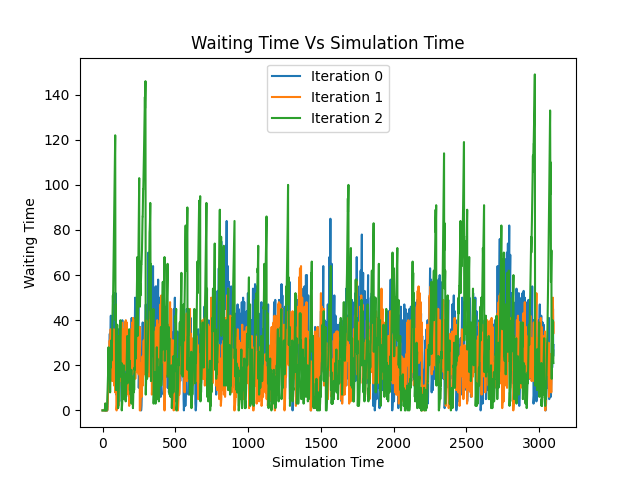 Waiting Time Vs Simulation Time
Iteration 0
Iteration 1
Iteration 2
140
120
100
80
60
40
20
0
Waiting Time
0 500 1000 1500 2000 2500 3000
Simulation Time